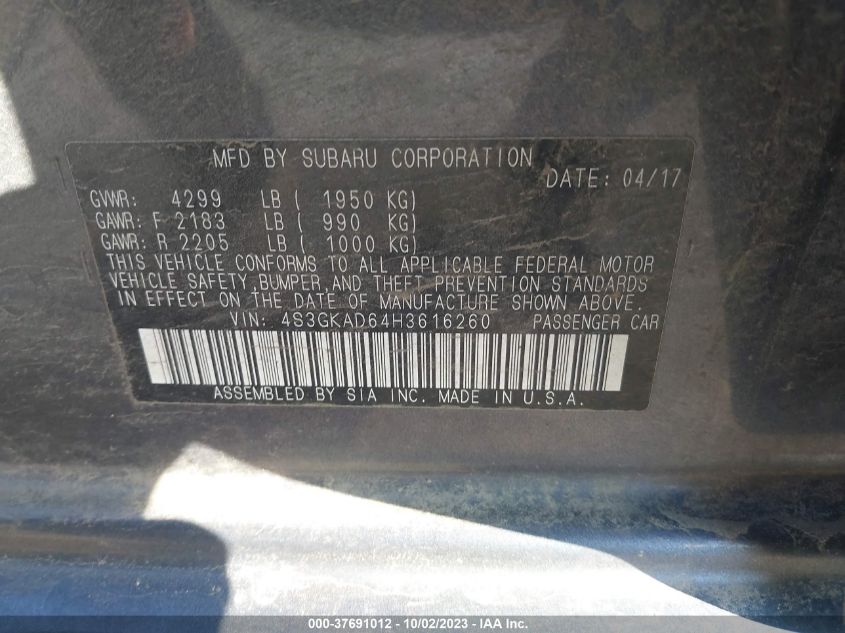 MFD BY SUBARU CORPORATION
DATE: 04/17
GVWR: 4299 LB ( 1950 KG)
GAWR: F 2183 LB ( 990 KG)
GAWR: R 2205 LB ( 1000 KG)
THIS VEHICLE CONFORMS TO ALL APPLICABLE FEDERAL MOTOR
VEHICLE SAFETY,BUMPER,AND THEFT PREVENTION STANDARDS
IN EFFECT ON THE DATE OF MANUFACTURE SHOWN ABOVE.
VIN: 4S3GKAD64H3616260 PASSENGER CAR
ASSEMBLED BY SIA INC. MADE IN U.S.A.
000-37691012 - 10/02/2023 - IAA Inc.